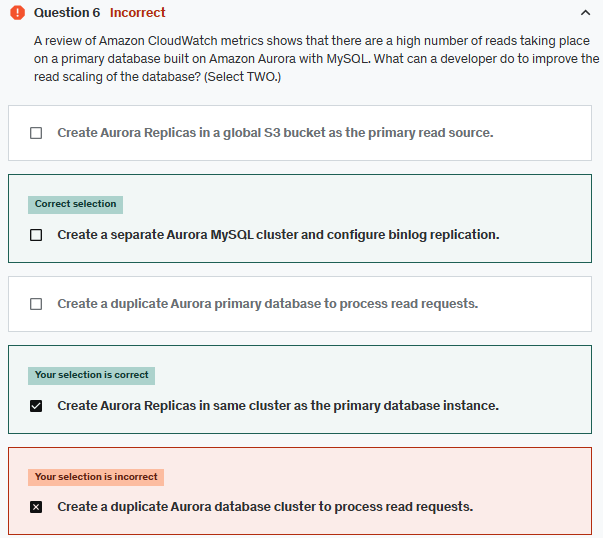 Question 6 Incorrect
A review of Amazon CloudWatch metrics shows that there are a high number of reads taking place
on a primary database built on Amazon Aurora with MySQL. What can a developer do to improve the
read scaling of the database? (Select TWO.)
Create Aurora Replicas in a global S3 bucket as the primary read source.
Correct selection
Create a separate Aurora MySQL cluster and configure binlog replication.
Create a duplicate Aurora primary database to process read requests.
Your selection is correct
Create Aurora Replicas in same cluster as the primary database instance.
Your selection is incorrect
Create a duplicate Aurora database cluster to process read requests.